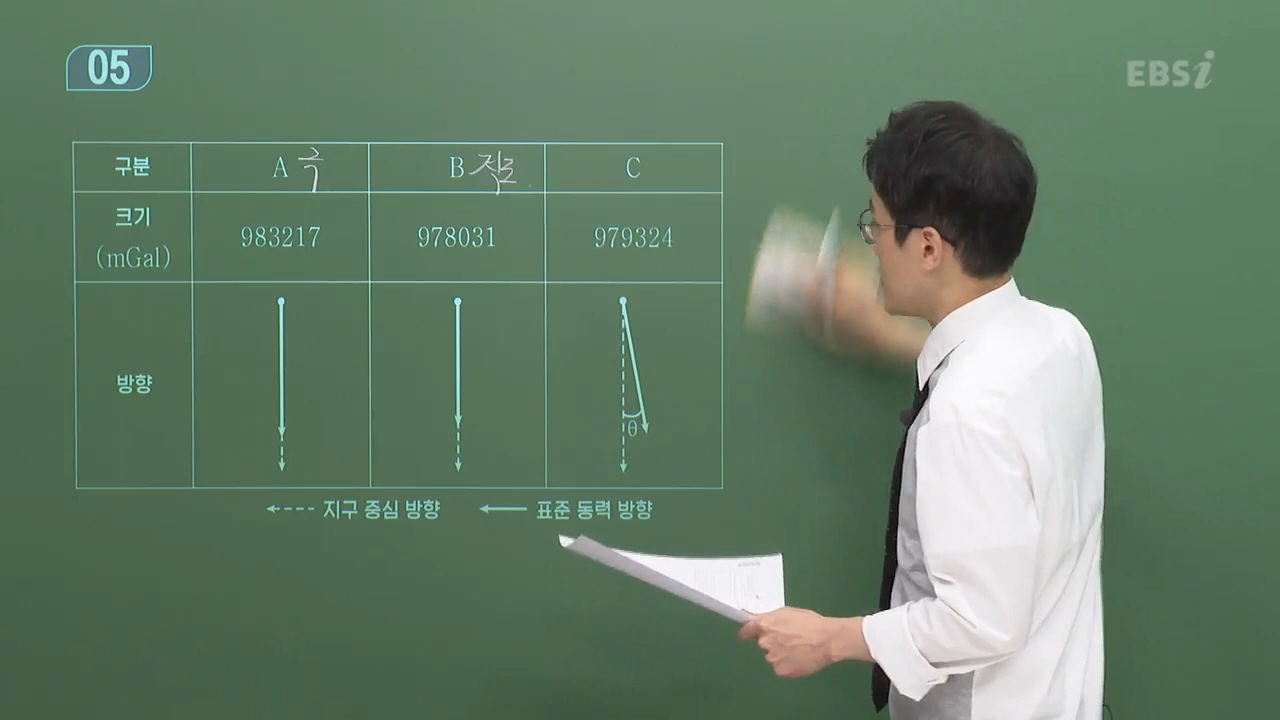 05
EBSi
구분 A 극 B 적도 C
크기
(mGal) 983217 978031 979324
방향
θ
지구 중심 방향 표준 동력 방향